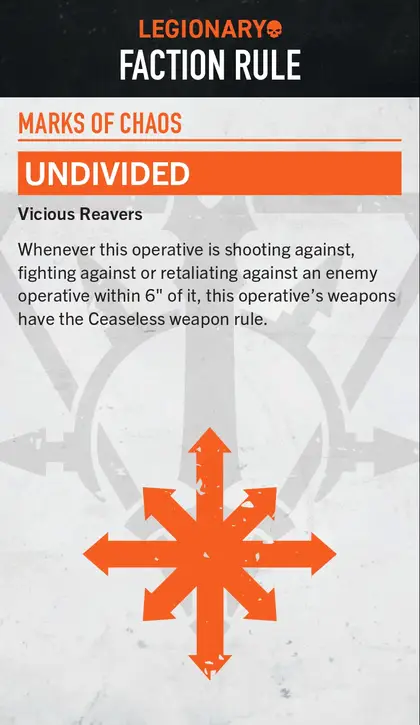 LEGIONARY
FACTION RULE
MARKS OF CHAOS
UNDIVIDED
Vicious Reavers
Whenever this operative is shooting against,
fighting against or retaliating against an enemy
operative within 6" of it, this operative's weapons
have the Ceaseless weapon rule.